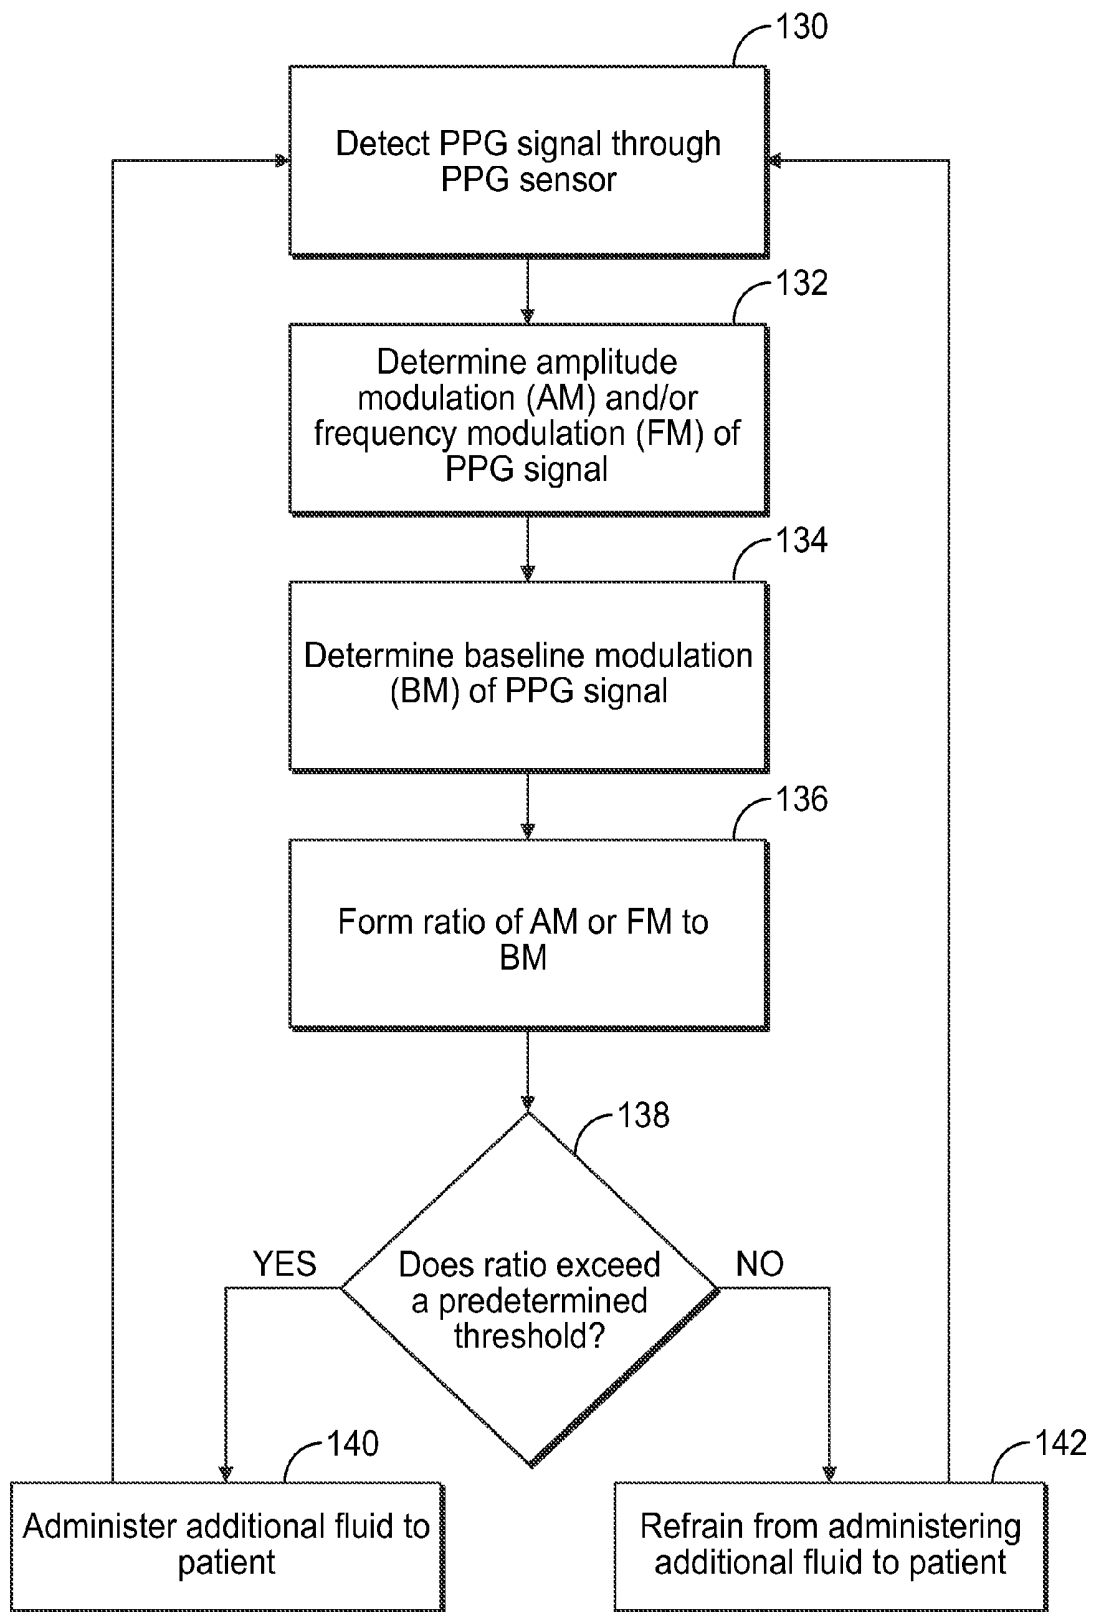 130
Detect PPG signal through
PPG sensor
132
Determine amplitude
modulation (AM) and/or
frequency modulation (FM) of
PPG signal
134
Determine baseline modulation
(BM) of PPG signal
136
Form ratio of AM or FM to
BM
138
Does ratio exceed
a predetermined
threshold?
YES
NO
140
Administer additional fluid to
patient
142
Refrain from administering
additional fluid to patient